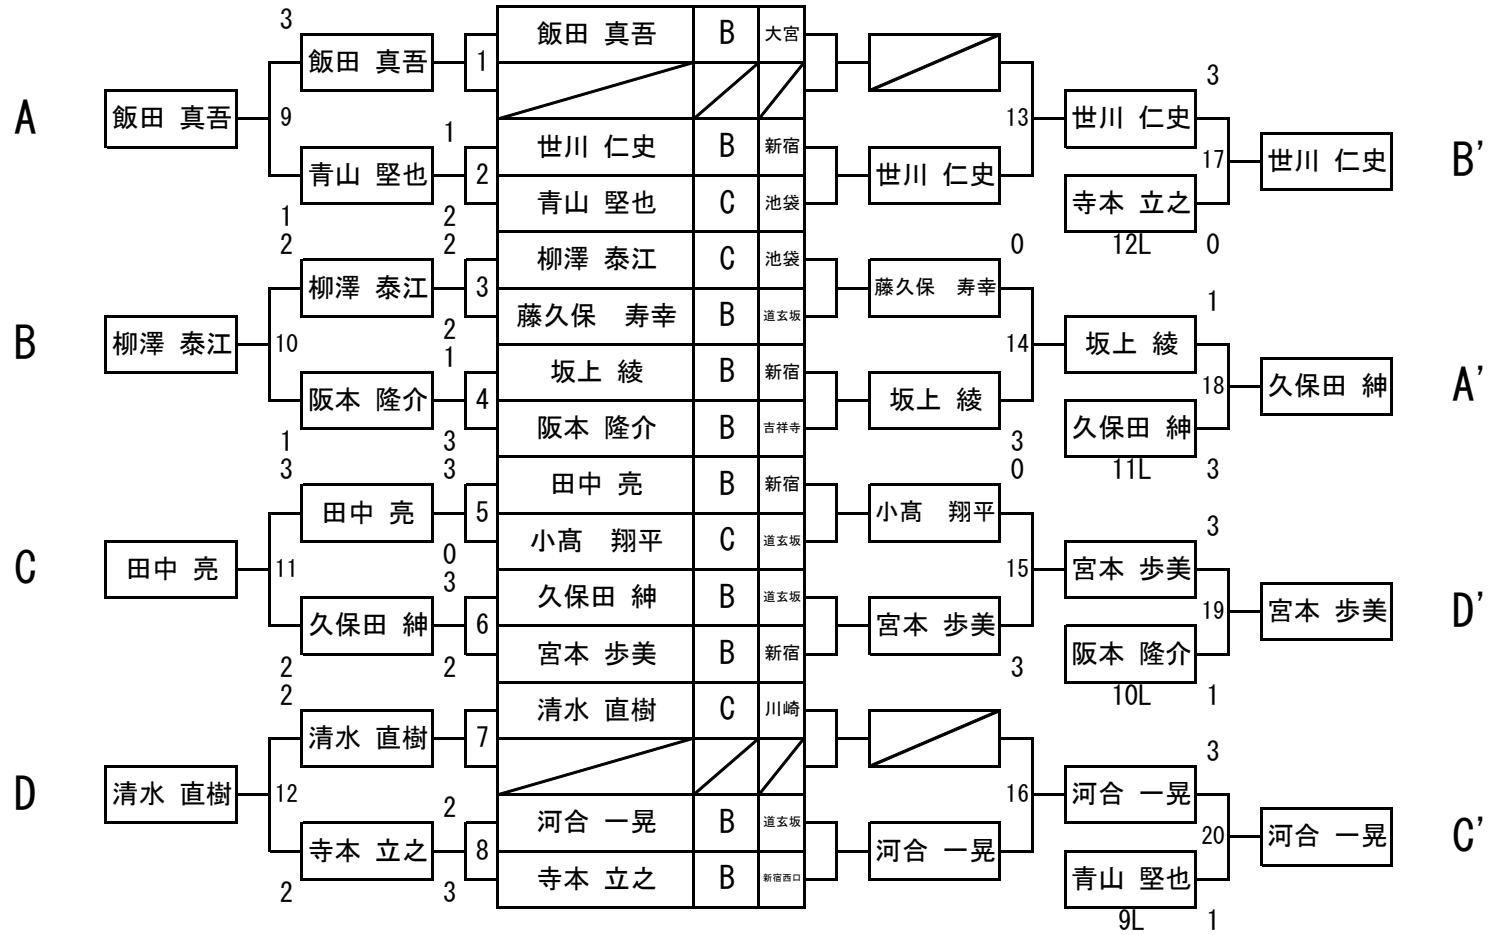 3
飯田 真吾 B 大宮
飯田 真吾 1
3
A 飯田 真吾 9 13 世川 仁史
1
世川 仁史 B 新宿
青山 堅也 2 世川 仁史 17 世川 仁史 B'
青山 堅也 C 池袋 寺本 立之
1 2
2 2 0 12L 0
柳澤 泰江 C 池袋
柳澤 泰江 3 藤久保　寿幸
藤久保　寿幸 B 道玄坂 1
2
B 柳澤 泰江 10 14 坂上 綾
1
坂上 綾 B 新宿
阪本 隆介 4 坂上 綾 18 久保田 紳 A'
阪本 隆介 B 吉祥寺 久保田 紳
1 3 3
3 3 0 11L 3
田中 亮 B 新宿
田中 亮 5 小髙　翔平
小髙　翔平 C 道玄坂 3
0
C 田中 亮 11 15 宮本 歩美
3
久保田 紳 B 道玄坂
久保田 紳 6 宮本 歩美 19 宮本 歩美 D'
宮本 歩美 B 新宿 阪本 隆介
2 2 3
2 10L 1
清水 直樹 C 川崎
清水 直樹 7
3
D 清水 直樹 12 16 河合 一晃
2
河合 一晃 B 道玄坂
寺本 立之 8 河合 一晃 20 河合 一晃 C'
寺本 立之 B 新宿西口 青山 堅也
2 3
9L 1